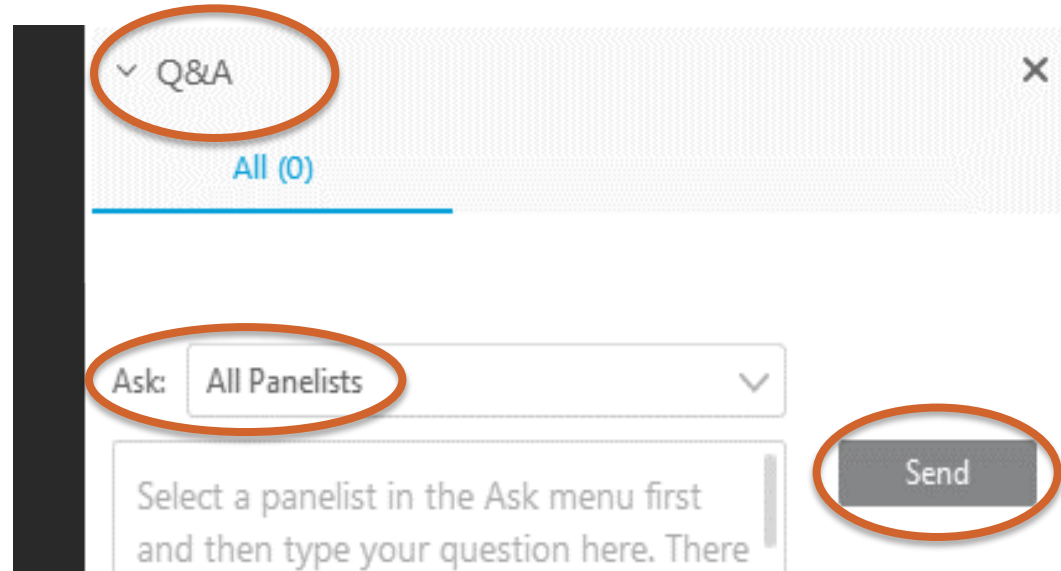 Q&A
All (0)
Ask: All Panelists
Send
Select a panelist in the Ask menu first
and then type your question here. There